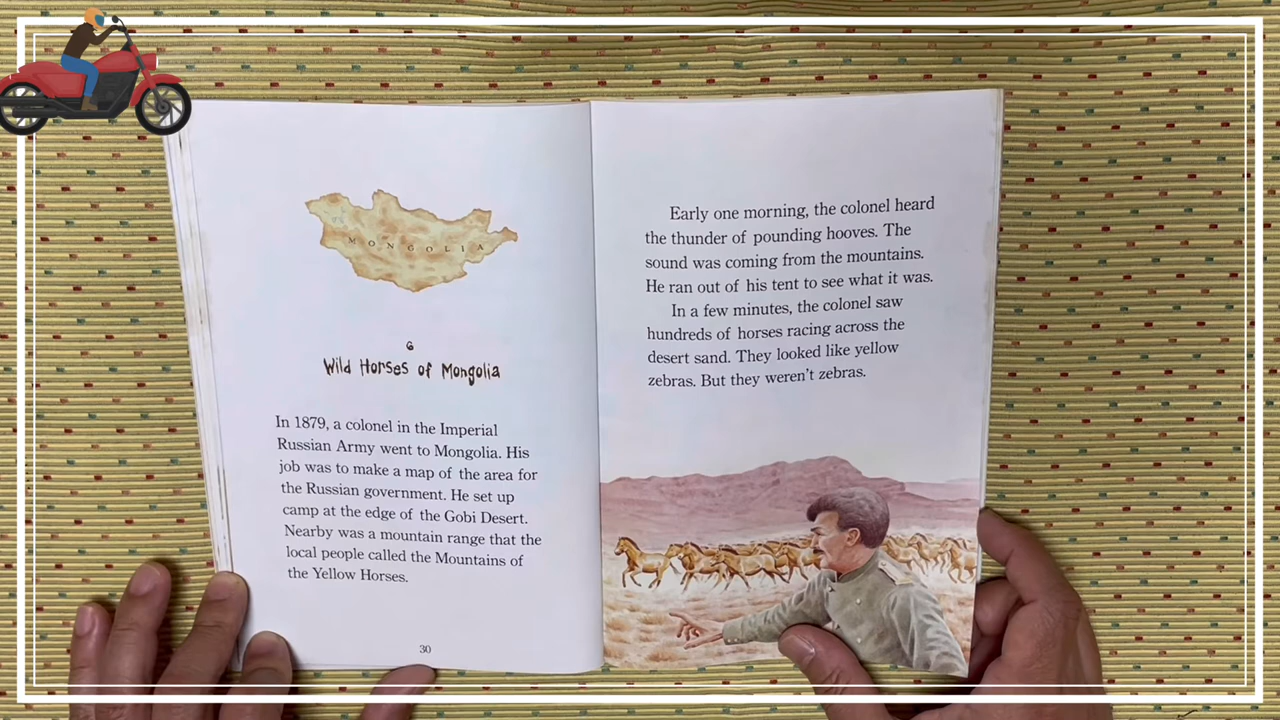 MONGOLIA
6
Wild Horses of Mongolia
In 1879, a colonel in the Imperial
Russian Army went to Mongolia. His
job was to make a map of the area for
the Russian government. He set up
camp at the edge of the Gobi Desert.
Nearby was a mountain range that the
local people called the Mountains of
the Yellow Horses.
30
Early one morning, the colonel heard
the thunder of pounding hooves. The
sound was coming from the mountains.
He ran out of his tent to see what it was.
In a few minutes, the colonel saw
hundreds of horses racing across the
desert sand. They looked like yellow
zebras. But they weren't zebras.